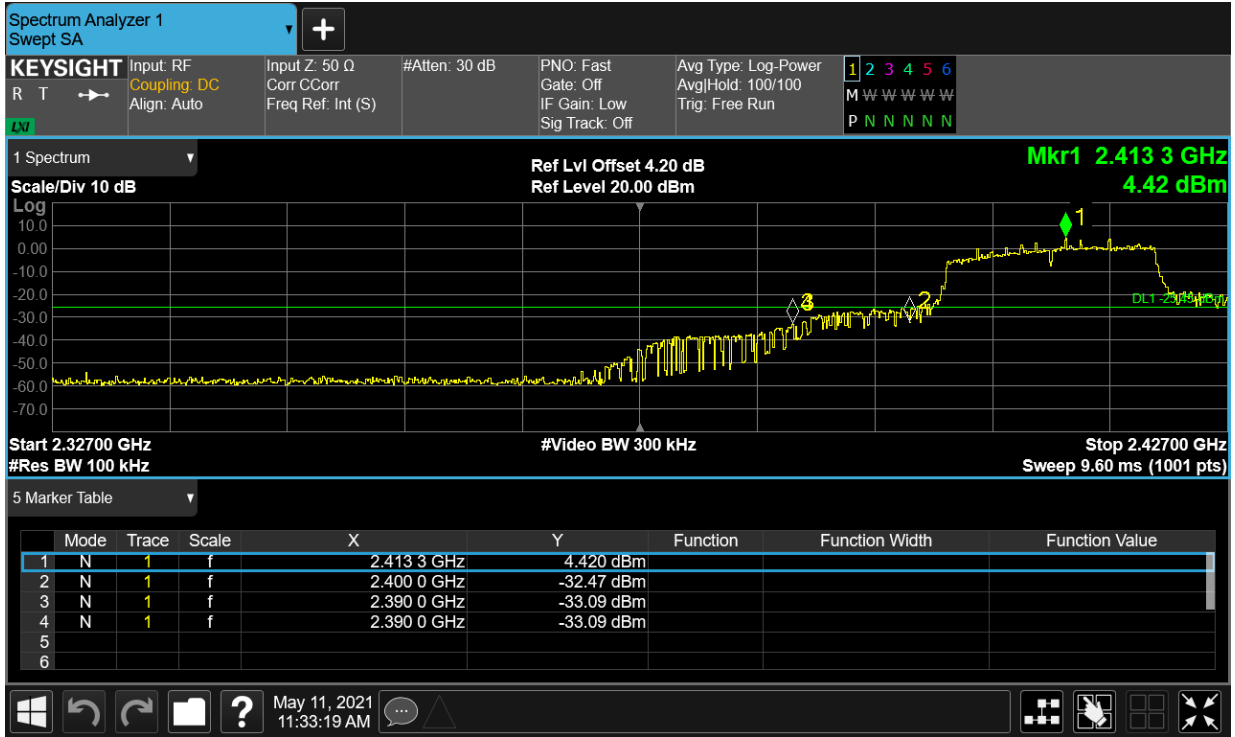 Spectrum Analyzer 1
Swept SA
KEYSIGHT
R T
LXI
Input: RF
Coupling: DC
Align: Auto
Input Z: 50 Ω
Corr CCorr
Freq Ref: Int (S)
#Atten: 30 dB
PNO: Fast
Gate: Off
IF Gain: Low
Sig Track: Off
Avg Type: Log-Power
Avg|Hold: 100/100
Trig: Free Run
1 2 3 4 5 6
M W W W W W
P N N N N N
1 Spectrum
Scale/Div 10 dB
Ref Lvl Offset 4.20 dB
Ref Level 20.00 dBm
Mkr1 2.413 3 GHz
4.42 dBm
Log
10.0
0.00
-10.0
-20.0
-30.0
-40.0
-50.0
-60.0
-70.0
1
2
DL1
Start 2.32700 GHz
#Res BW 100 kHz
#Video BW 300 kHz
Stop 2.42700 GHz
Sweep 9.60 ms (1001 pts)
5 Marker Table
Mode Trace Scale X Y Function Function Width Function Value
1 N 1 f 2.413 3 GHz 4.420 dBm
2 N 1 f 2.400 0 GHz -32.47 dBm
3 N 1 f 2.390 0 GHz -33.09 dBm
4 N 1 f 2.390 0 GHz -33.09 dBm
5
6
?
May 11, 2021
11:33:19 AM